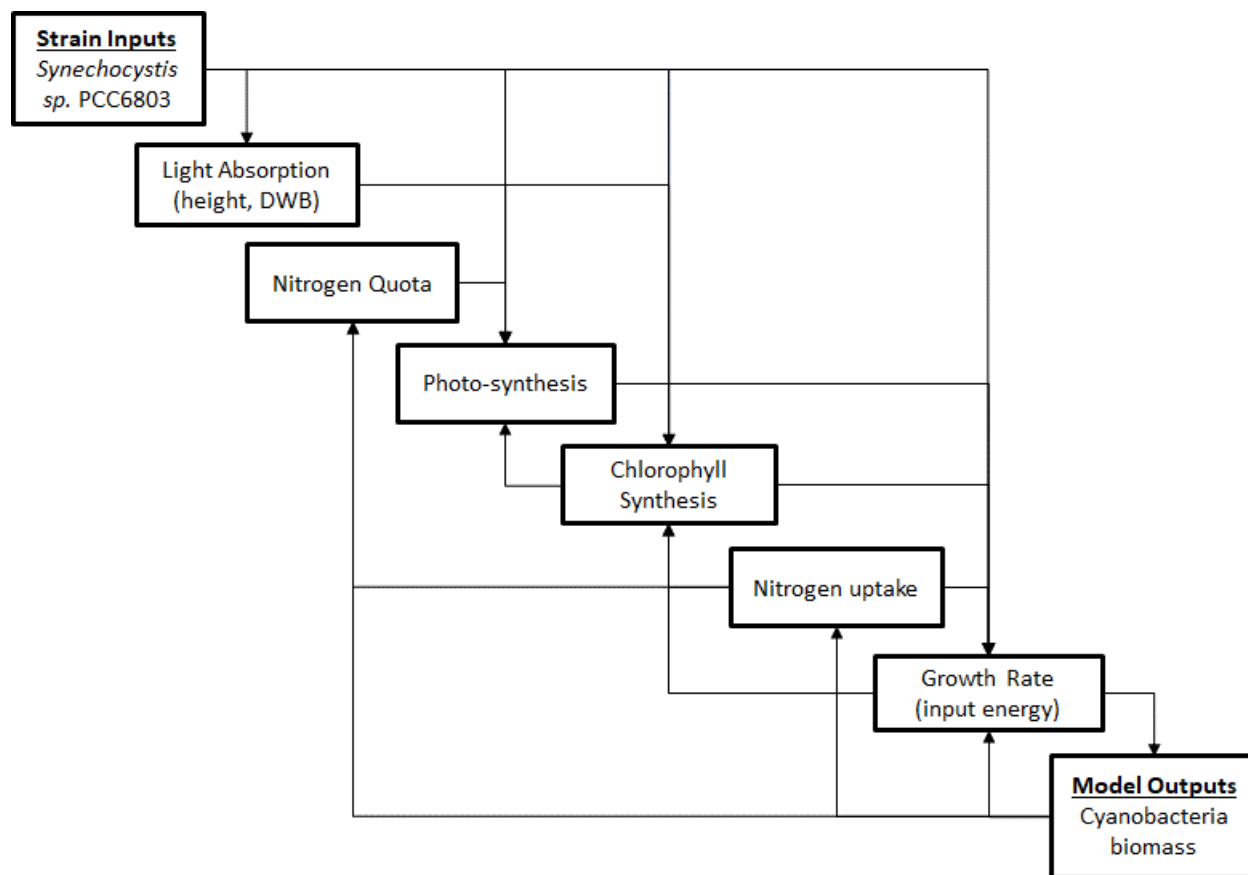 Strain Inputs
Synechocystis
sp. PCC6803
Light Absorption
(height, DWB)
Nitrogen Quota
Photo-synthesis
Chlorophyll
Synthesis
Nitrogen uptake
Growth Rate
(input energy)
Model Outputs
Cyanobacteria
biomass